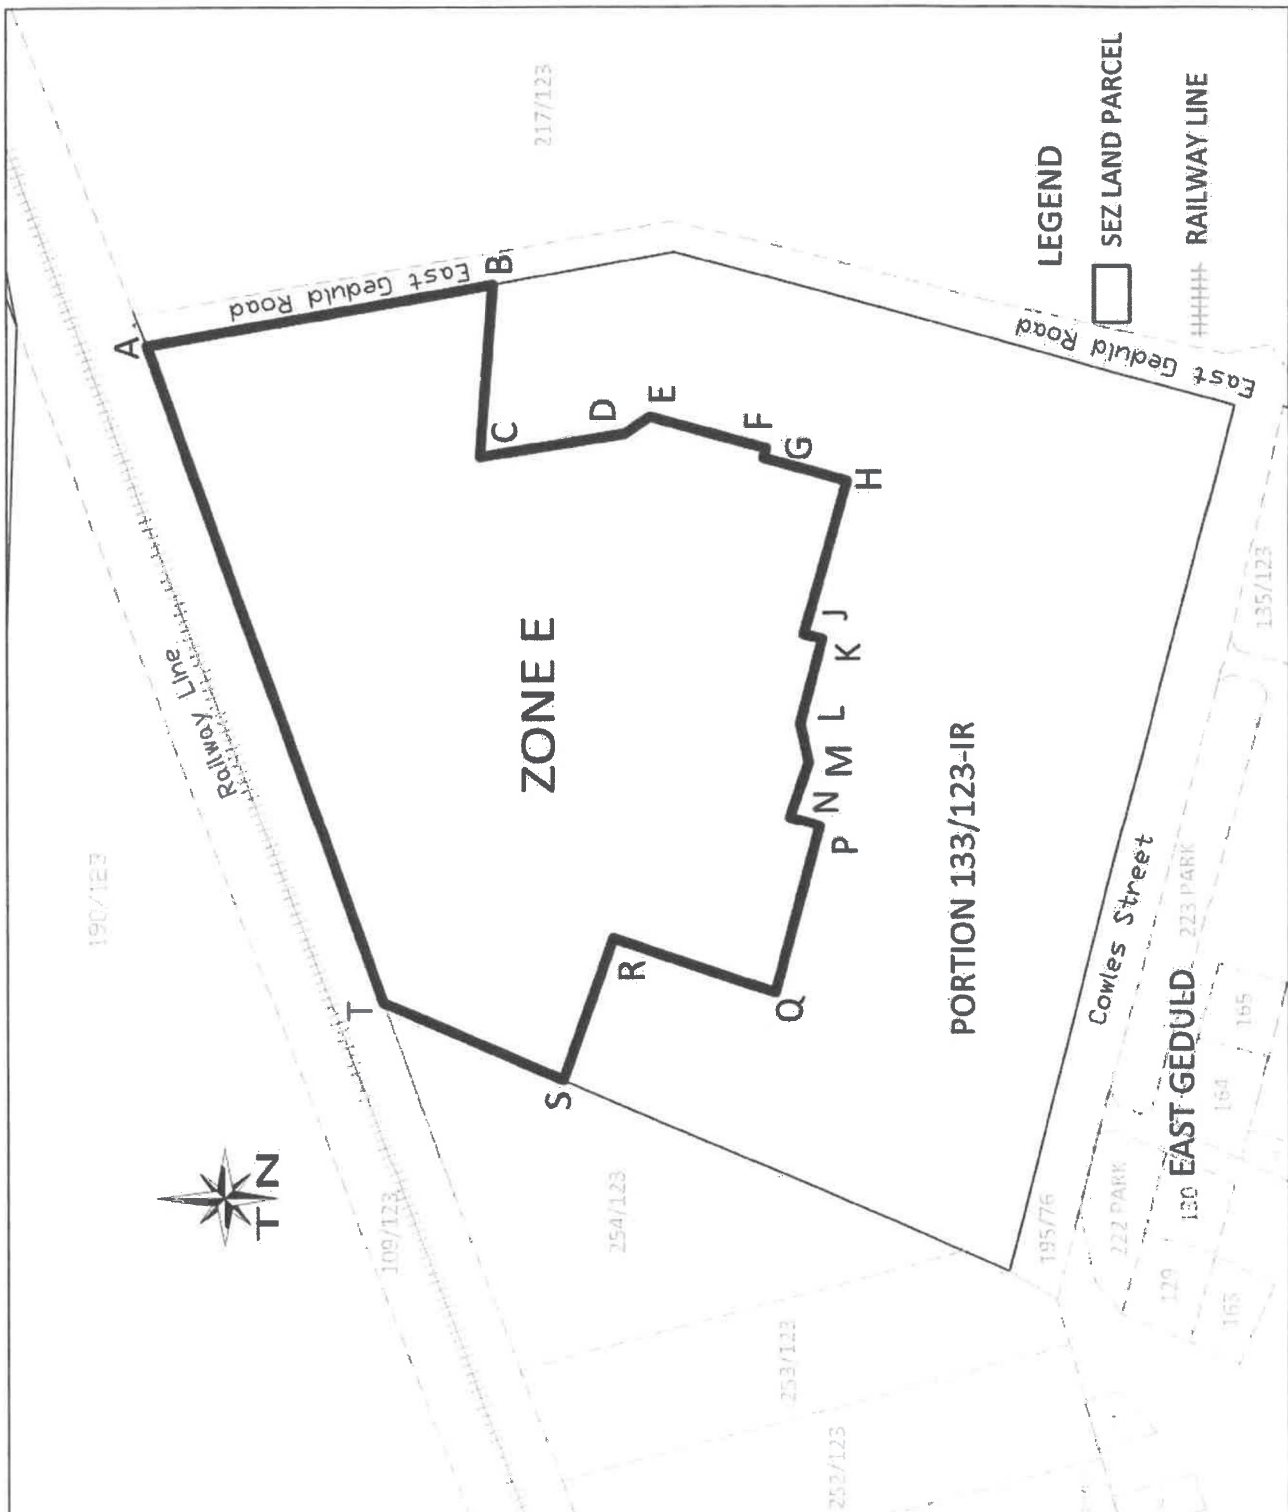 A
B
C
D
E
F
G
H
J
K
L
M
N
P
Q
R
S
T
ZONE E
PORTION 133/123-IR
Railway Line
East Geduld Road
East Geduld Road
Cowles Street
EAST GEDULD
190/123
109/123
217/123
254/123
253/123
252/123
195/76
135/123
222 PARK
223 PARK
129
130
164
165
T N
LEGEND
SEZ LAND PARCEL
RAILWAY LINE